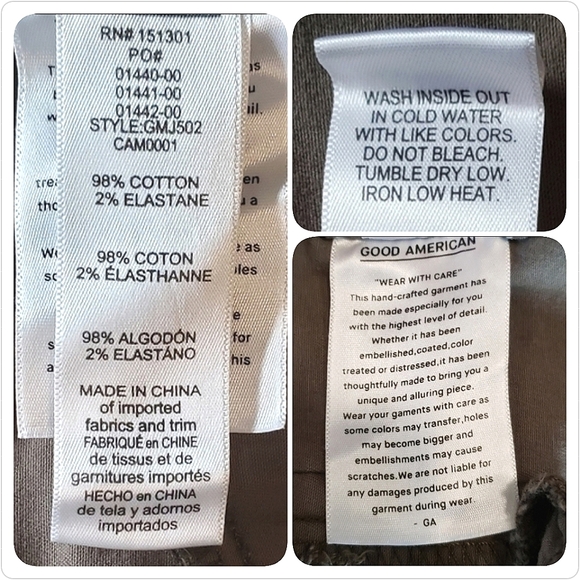 RN# 151301
PO#
01440-00
01441-00
01442-00
STYLE:GMJ502
CAM0001
98% COTTON
2% ELASTANE
98% COTON
2% ÉLASTHANNE
98% ALGODÓN
2% ELASTÁNO
MADE IN CHINA
of imported
fabrics and trim
FABRIQUÉ en CHINE
de tissus et de
garnitures importés
HECHO en CHINA
de tela y adornos
importados
WASH INSIDE OUT
IN COLD WATER
WITH LIKE COLORS.
DO NOT BLEACH.
TUMBLE DRY LOW.
IRON LOW HEAT.
GOOD AMERICAN
"WEAR WITH CARE"
This hand-crafted garment has
been made especially for you
with the highest level of detail.
Whether it has been
embellished,coated,color
treated or distressed,it has been
thoughtfully made to bring you a
unique and alluring piece.
Wear your gaments with care as
some colors may transfer,holes
may become bigger and
embellishments may cause
scratches.We are not liable for
any damages produced by this
garment during wear.
- GA